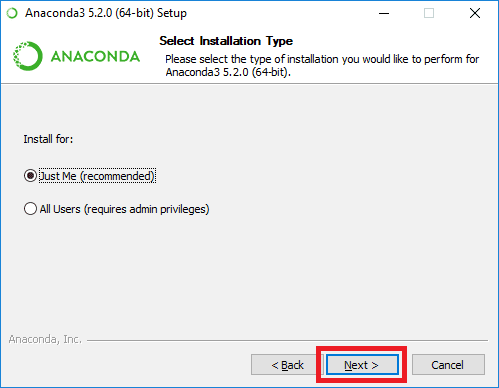 Anaconda3 5.2.0 (64-bit) Setup
ANACONDA
Select Installation Type
Please select the type of installation you would like to perform for
Anaconda3 5.2.0 (64-bit).
Install for:
Just Me (recommended)
All Users (requires admin privileges)
Anaconda, Inc.
< Back
Next >
Cancel